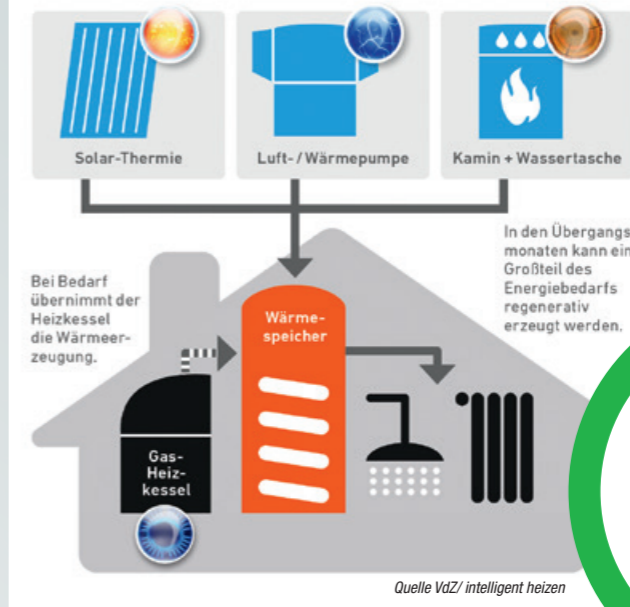 Solar-Thermie
Luft-/Wärmepumpe
Kamin + Wassertasche
Bei Bedarf
übernimmt der
Heizkessel
die Wärmeer-
zeugung.
In den Übergangs
monaten kann ein
Großteil des
Energiebedarfs
regenerativ
erzeugt werden.
Wärme-
speicher
Gas-
Heiz-
kessel
Quelle VdZ/ intelligent heizen